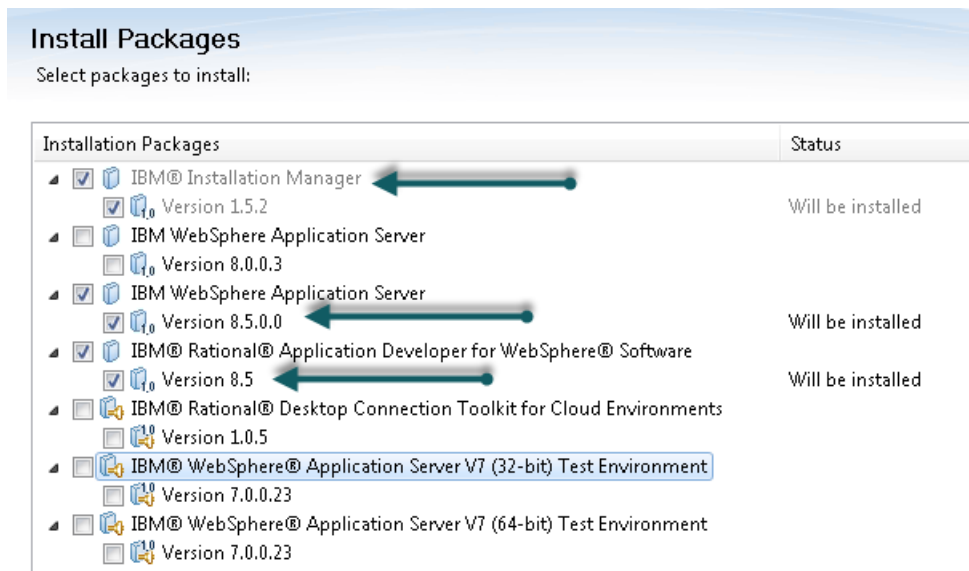 Install Packages
Select packages to install:
Installation Packages Status
IBM® Installation Manager
Version 1.5.2 Will be installed
IBM WebSphere Application Server
Version 8.0.0.3
IBM WebSphere Application Server
Version 8.5.0.0 Will be installed
IBM® Rational® Application Developer for WebSphere® Software
Version 8.5 Will be installed
IBM® Rational® Desktop Connection Toolkit for Cloud Environments
Version 1.0.5
IBM® WebSphere® Application Server V7 (32-bit) Test Environment
Version 7.0.0.23
IBM® WebSphere® Application Server V7 (64-bit) Test Environment
Version 7.0.0.23